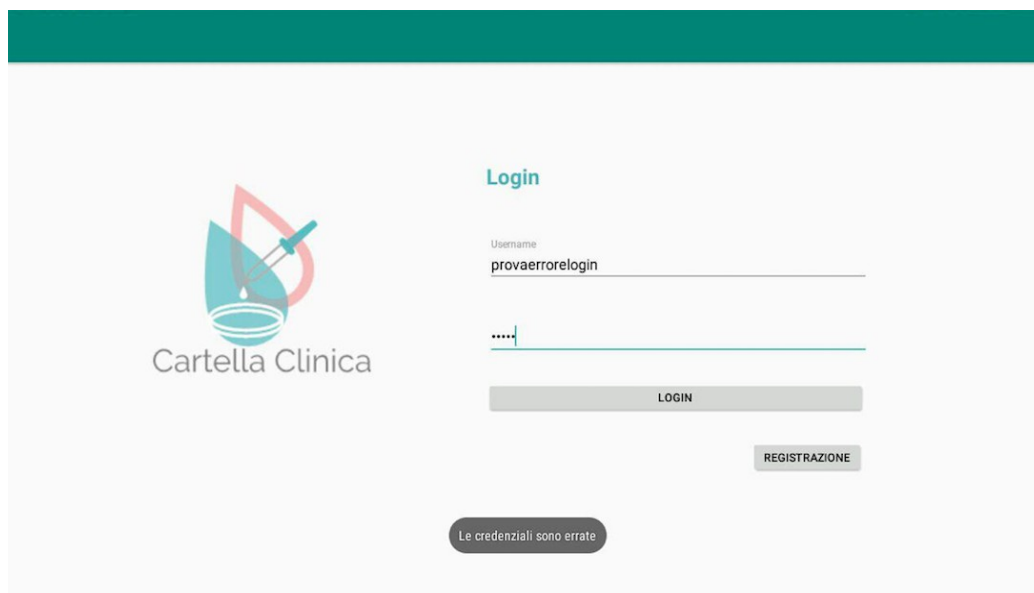 Login
Username
provaerrorelogin
•••••
Cartella Clinica
LOGIN
REGISTRAZIONE
Le credenziali sono errate